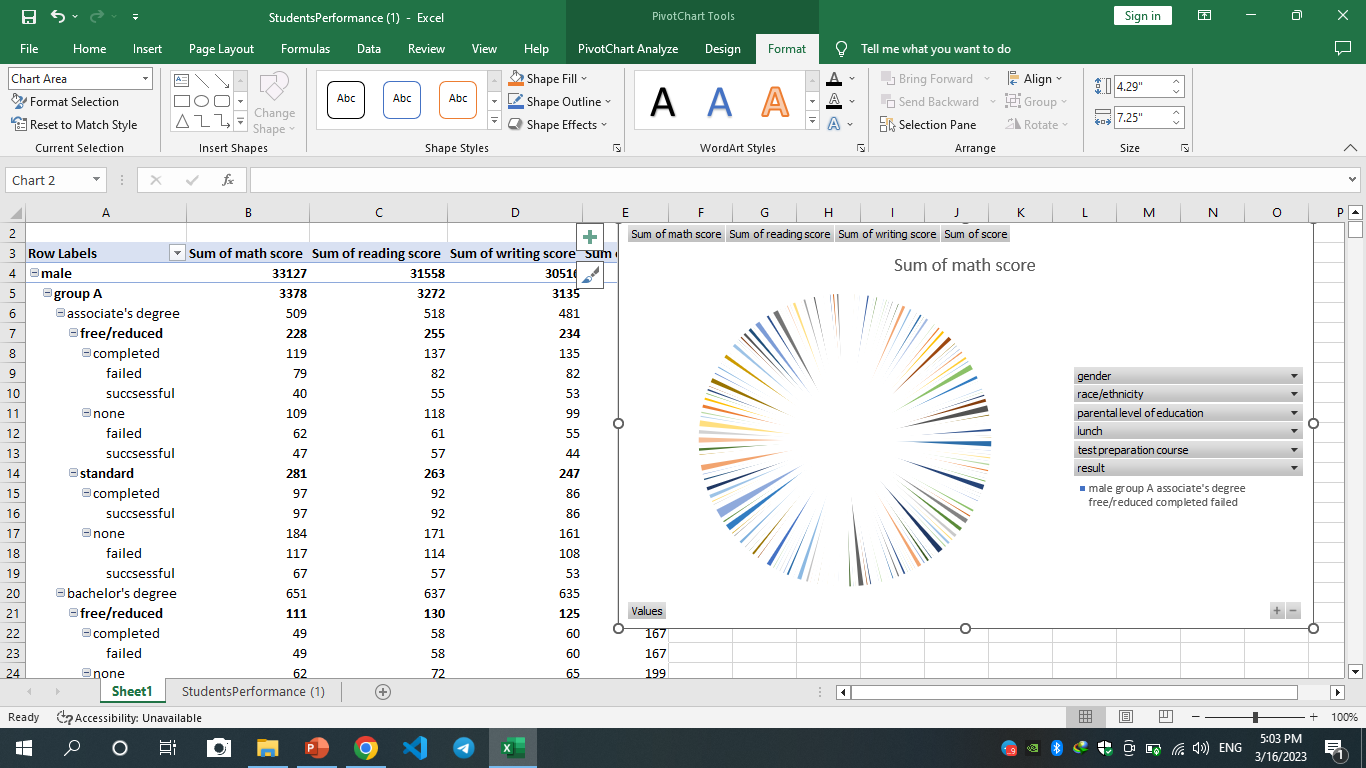 StudentsPerformance (1) - Excel
PivotChart Tools
Sign in
File Home Insert Page Layout Formulas Data Review View Help PivotChart Analyze Design Format Tell me what you want to do
Chart Area
Format Selection
Reset to Match Style
Current Selection
Change Shape
Insert Shapes
Abc Abc Abc
Shape Fill
Shape Outline
Shape Effects
Shape Styles
A A A
WordArt Styles
Bring Forward
Send Backward
Selection Pane
Align
Group
Rotate
Arrange
4.29"
7.25"
Size
Chart 2
fx
A B C D E F G H I J K L M N O P
2
3 Row Labels Sum of math score Sum of reading score Sum of writing score Sum
4 male 33127 31558 30516
5 group A 3378 3272 3135
6 associate's degree 509 518 481
7 free/reduced 228 255 234
8 completed 119 137 135
9 failed 79 82 82
10 succsessful 40 55 53
11 none 109 118 99
12 failed 62 61 55
13 succsessful 47 57 44
14 standard 281 263 247
15 completed 97 92 86
16 succsessful 97 92 86
17 none 184 171 161
18 failed 117 114 108
19 succsessful 67 57 53
20 bachelor's degree 651 637 635
21 free/reduced 111 130 125
22 completed 49 58 60 167
23 failed 49 58 60 167
24 none 62 72 65 199
Sum of math score Sum of reading score Sum of writing score Sum of score
Sum of math score
gender
race/ethnicity
parental level of education
lunch
test preparation course
result
male group A associate's degree
free/reduced completed failed
Values
Sheet1 StudentsPerformance (1)
Ready Accessibility: Unavailable 100%
ENG
5:03 PM
3/16/2023
1